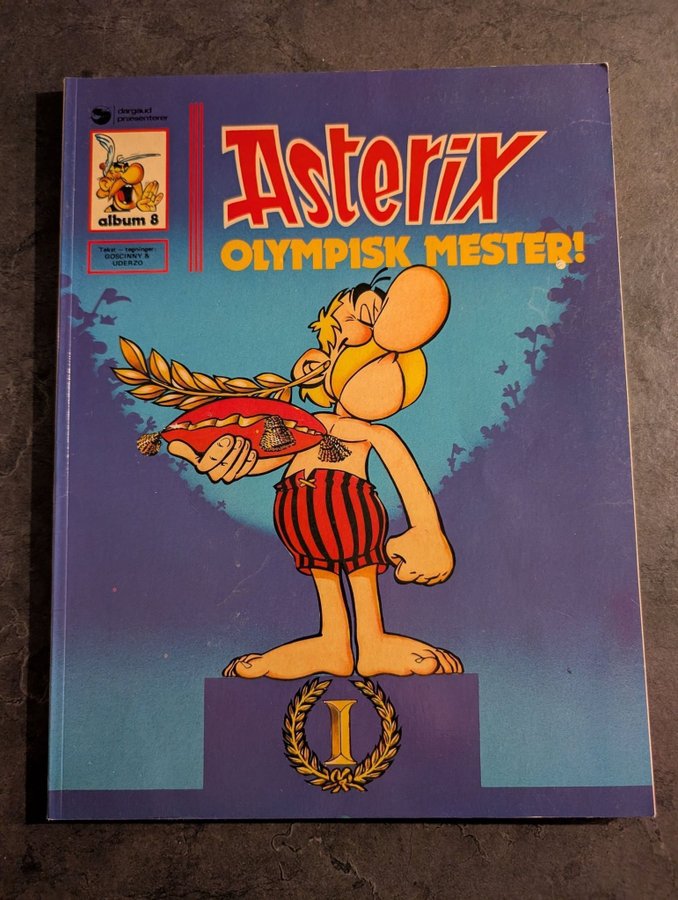 dargaud
præsenterer
album 8
Tekst — tegninger:
GOSCINNY &
UDERZO
Asterix
OLYMPISK MESTER!
I